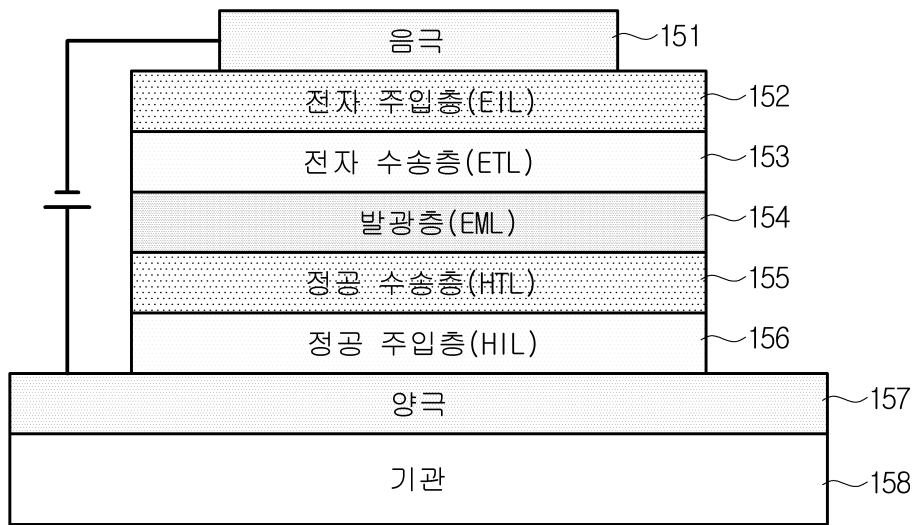 음극
151
전자 주입층(EIL)
152
전자 수송층(ETL)
153
발광층(EML)
154
정공 수송층(HTL)
155
정공 주입층(HIL)
156
양극
157
기관
158